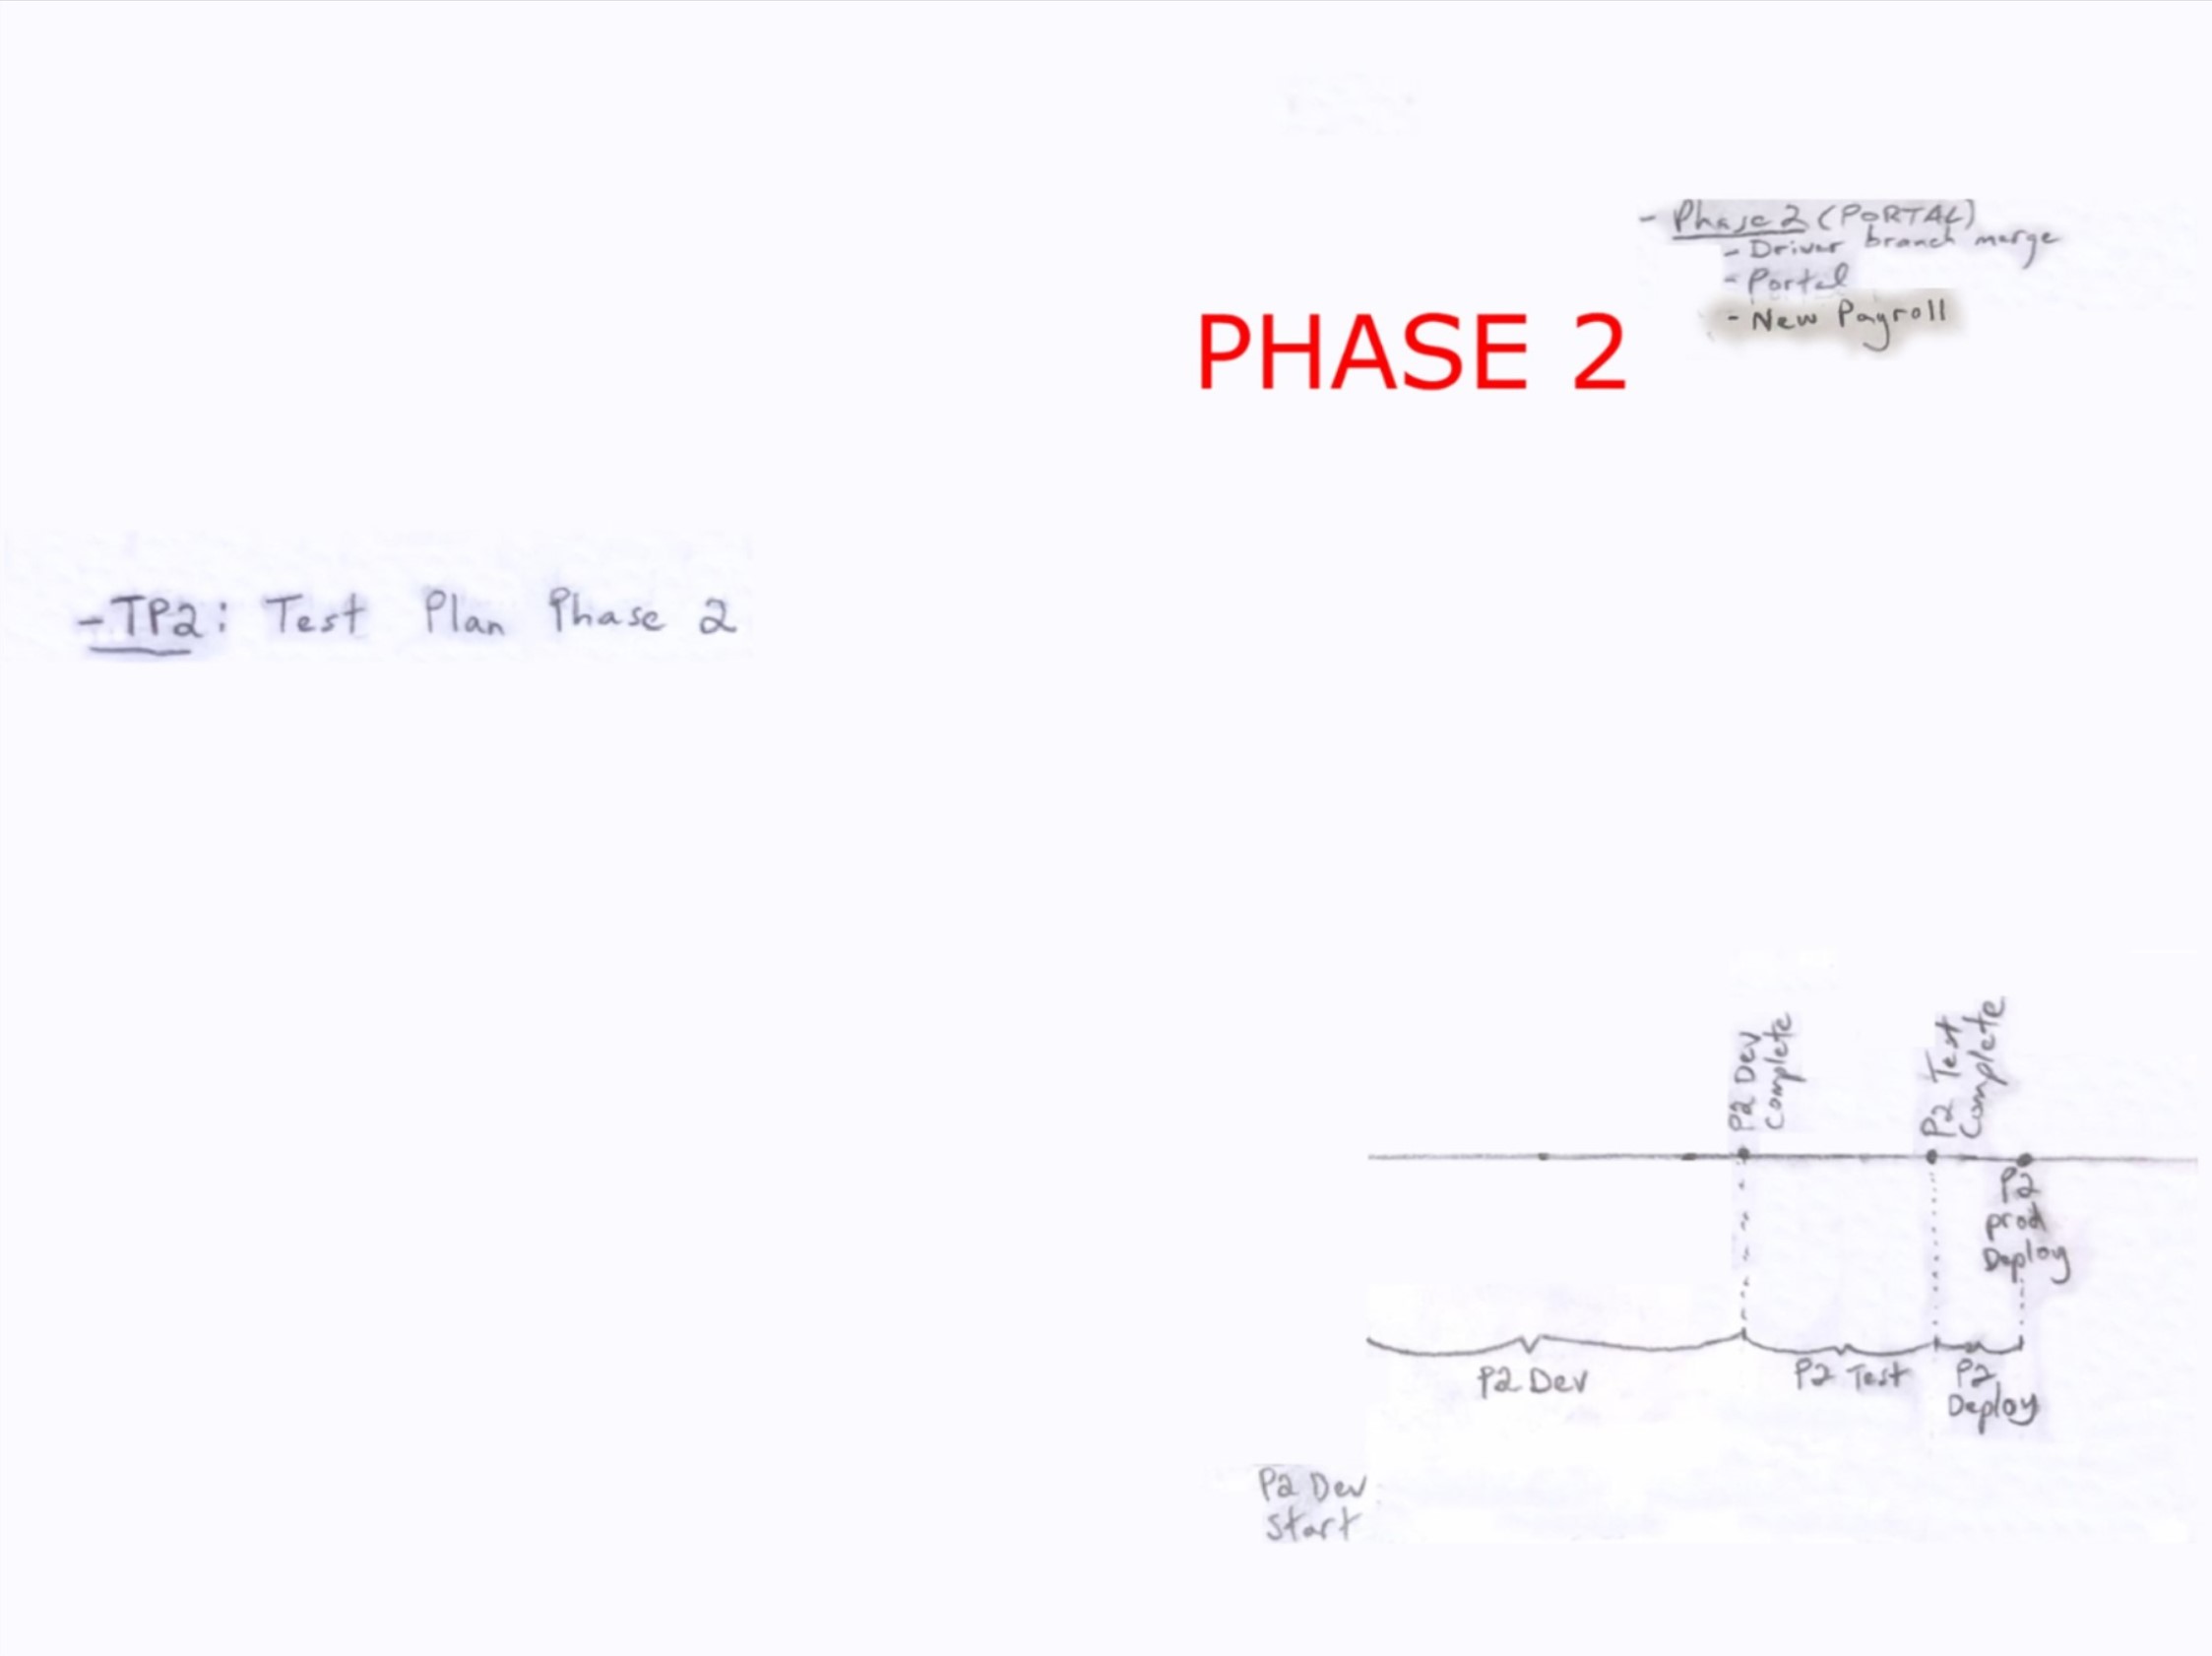 - Phase 2 (PORTAL)
- Driver branch merge
- Portal
- New Payroll
PHASE 2
- TP2: Test Plan Phase 2
P2 Dev
Complete
P2 Test
Complete
P2
prod
Deploy
P2 Dev
P2 Test
P2
Deploy
P2 Dev
Start